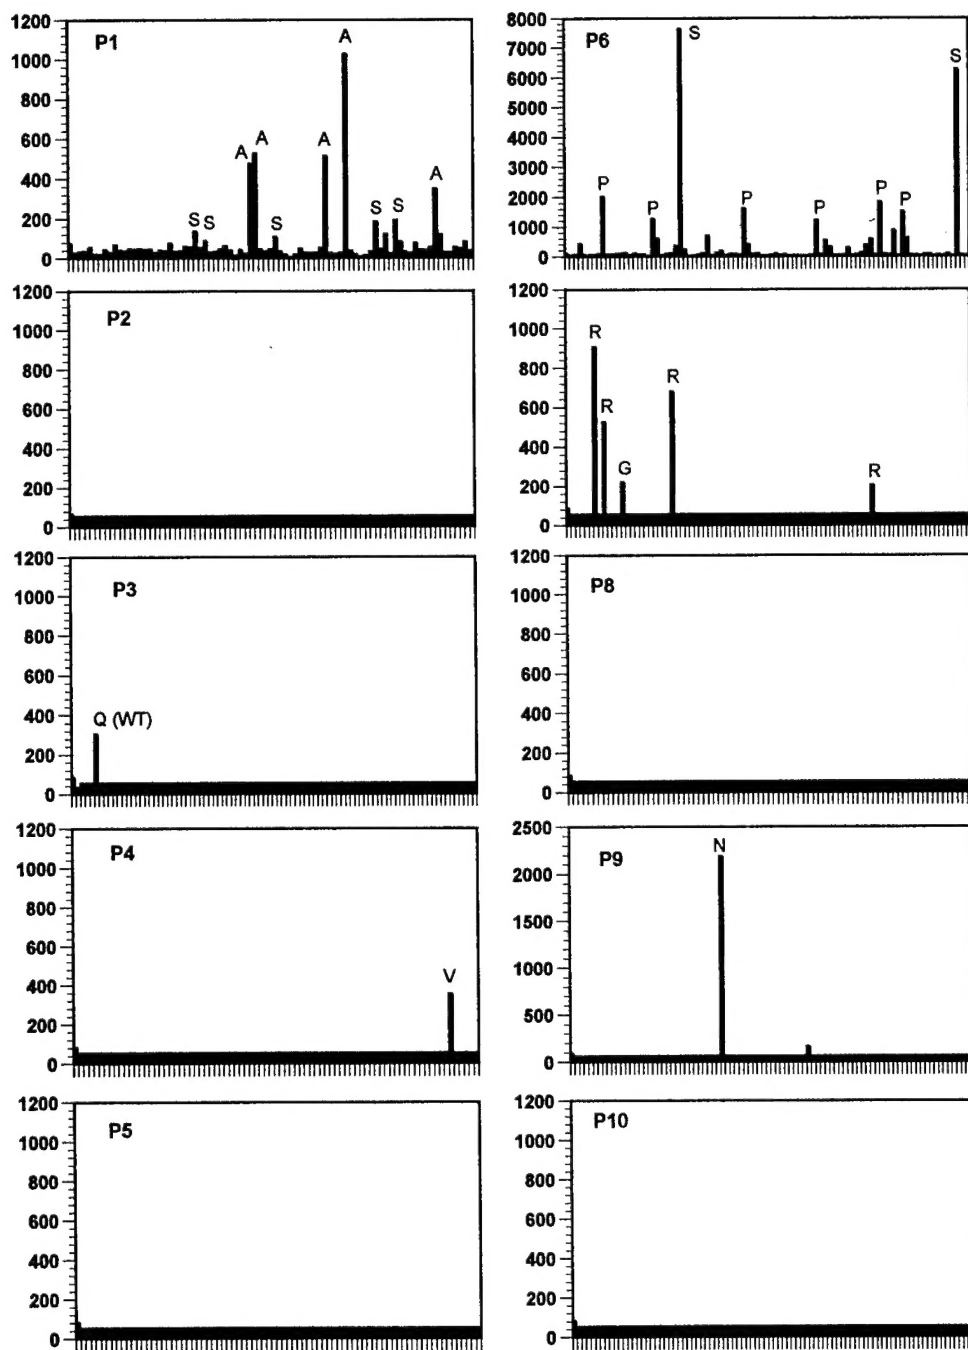 P1
1200
1000
800
600
400
200
0
S
S
A
A
S
A
A
S
S
A
P6
8000
7000
6000
5000
4000
3000
2000
1000
0
P
P
S
P
P
P
P
S
P2
1200
1000
800
600
400
200
0
1200
1000
800
600
400
200
0
R
R
G
R
R
P3
1200
1000
800
600
400
200
0
Q (WT)
P8
1200
1000
800
600
400
200
0
P4
1200
1000
800
600
400
200
0
V
P9
2500
2000
1500
1000
500
0
N
P5
1200
1000
800
600
400
200
0
P10
1200
1000
800
600
400
200
0